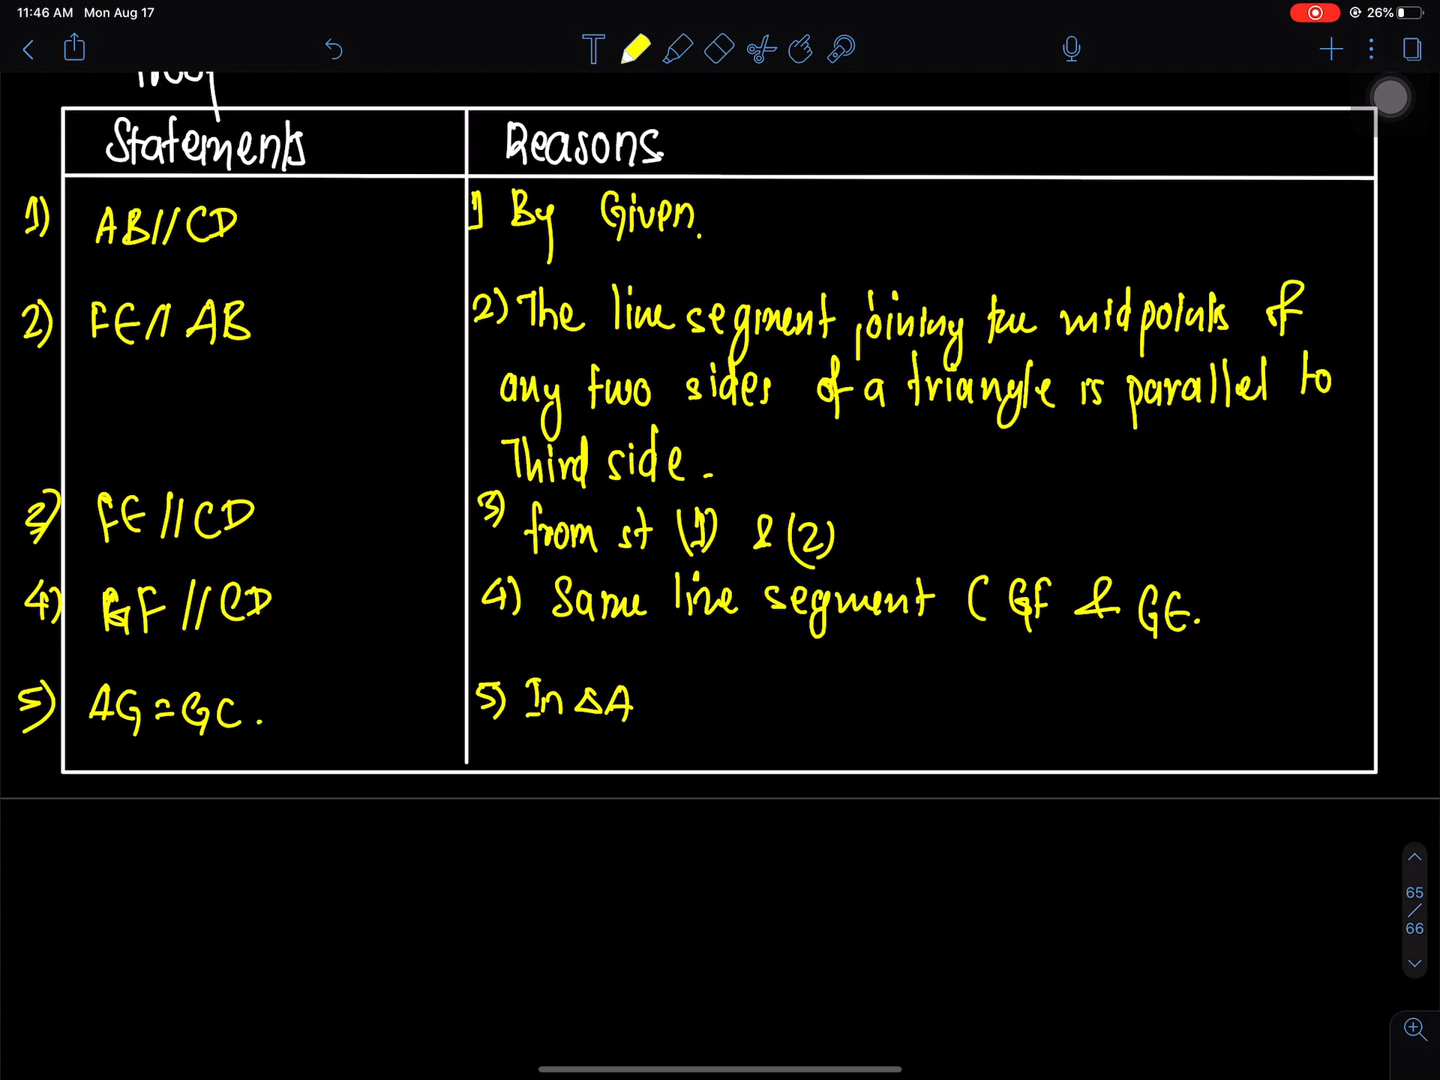 11:46 AM Mon Aug 17
26%
Proof
Statements Reasons
1) AB//CD 1) By Given.
2) FE // AB 2) The line segment joining the midpoints of
any two sides of a triangle is parallel to
Third side.
3) FE // CD 3) from st (1) & (2)
4) GF // CD 4) Same line segment ( GF & GE.
5) AG = GC. 5) In ∆A
65
/
66